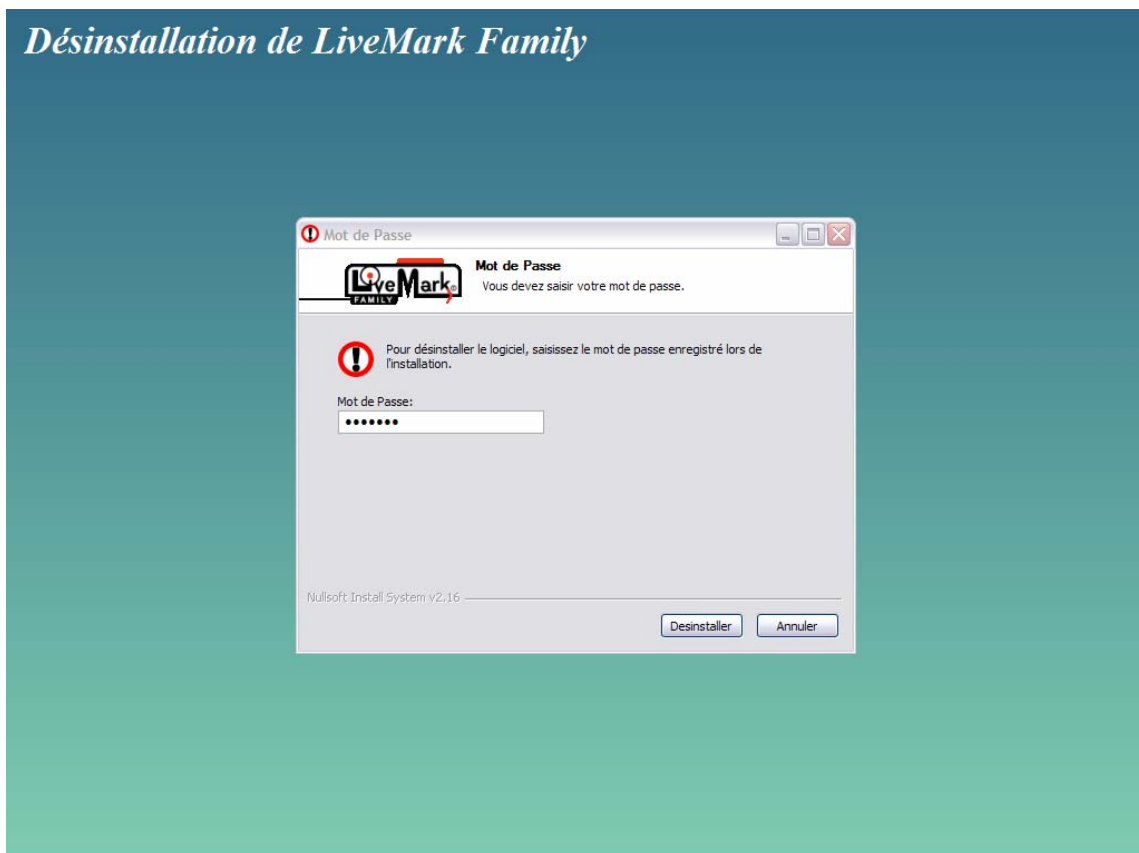 Désinstallation de LiveMark Family
Mot de Passe
LiveMark
FAMILY
Mot de Passe
Vous devez saisir votre mot de passe.
Pour désinstaller le logiciel, saisissez le mot de passe enregistré lors de
l'installation.
Mot de Passe:
•••••••
Nullsoft Install System v2.16
Desinstaller
Annuler